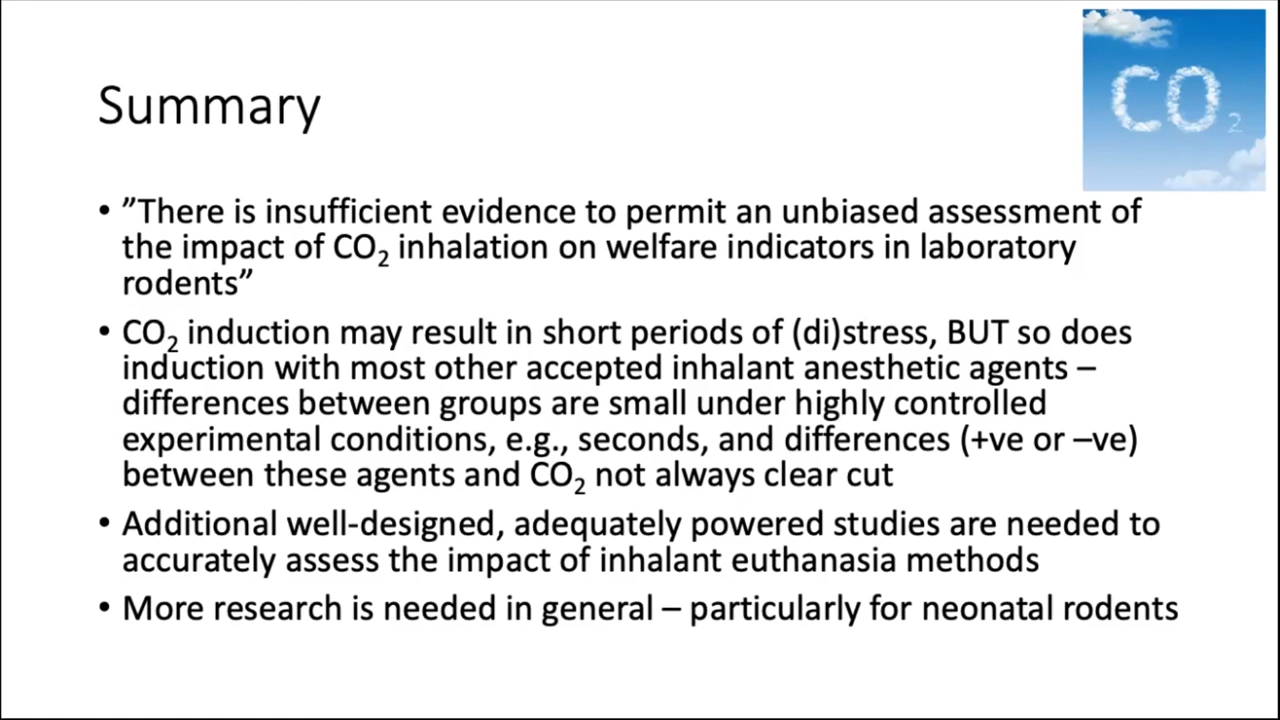 CO₂
Summary
• ”There is insufficient evidence to permit an unbiased assessment of
the impact of CO₂ inhalation on welfare indicators in laboratory
rodents”
• CO₂ induction may result in short periods of (di)stress, BUT so does
induction with most other accepted inhalant anesthetic agents –
differences between groups are small under highly controlled
experimental conditions, e.g., seconds, and differences (+ve or –ve)
between these agents and CO₂ not always clear cut
• Additional well-designed, adequately powered studies are needed to
accurately assess the impact of inhalant euthanasia methods
• More research is needed in general – particularly for neonatal rodents